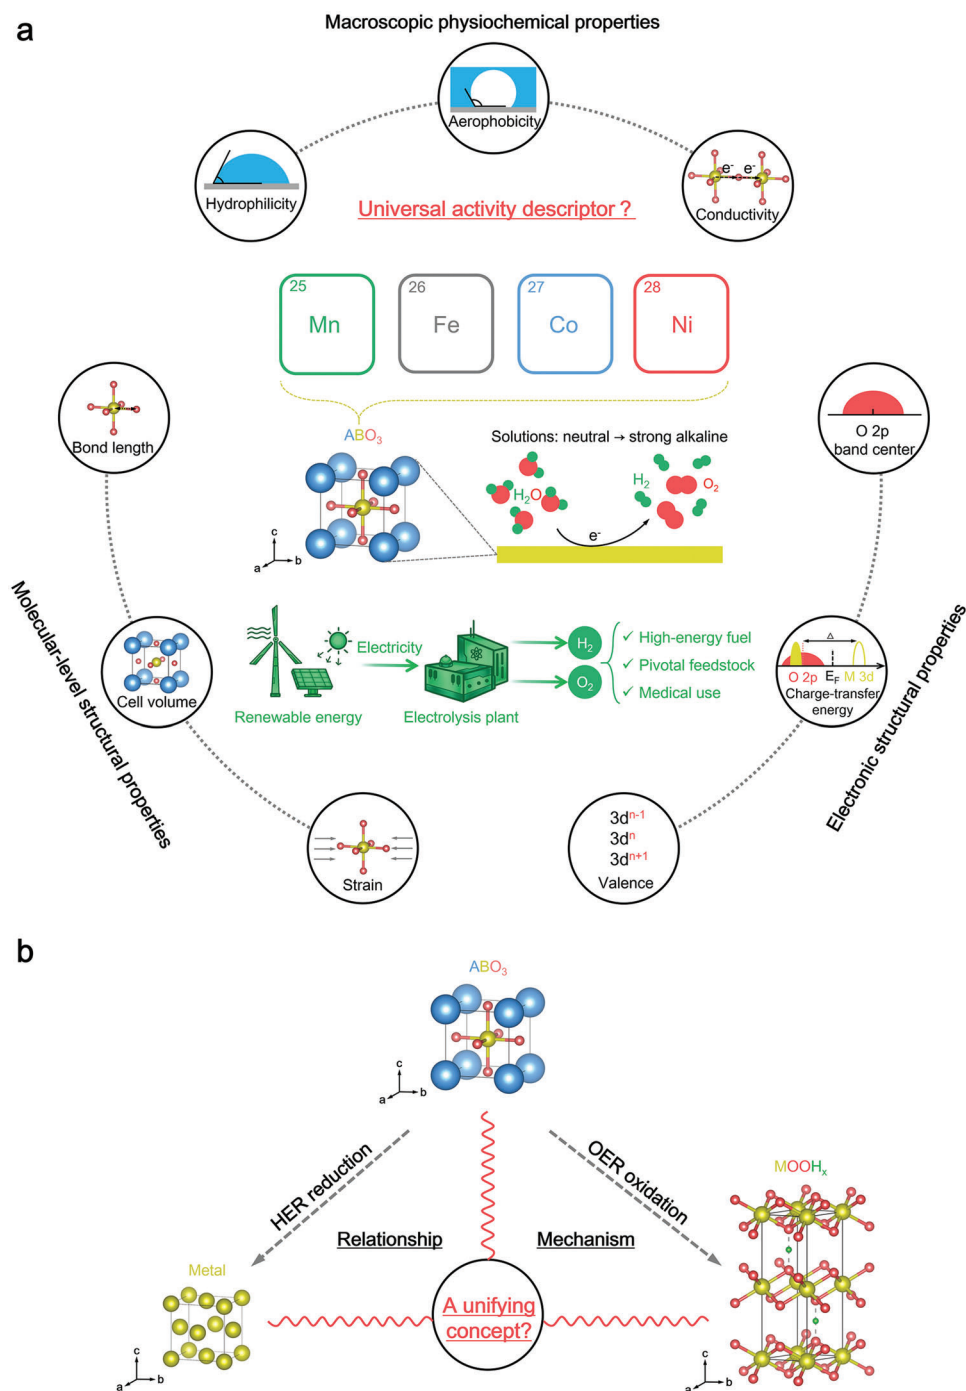 a
Macroscopic physiochemical properties
Aerophobicity
Hydrophilicity
e⁻ e⁻
Conductivity
Universal activity descriptor ?
25
Mn
26
Fe
27
Co
28
Ni
Bond length
O 2p
band center
ABO₃
Solutions: neutral → strong alkaline
H₂O
H₂
O₂
e⁻
c
a
b
Molecular-level structural properties
Cell volume
Electricity
Renewable energy
Electrolysis plant
H₂
O₂
✓ High-energy fuel
✓ Pivotal feedstock
✓ Medical use
Δ
O 2p
E_F
M 3d
Charge-transfer
energy
Electronic structural properties
Strain
3dⁿ⁻¹
3dⁿ
3dⁿ⁺¹
Valence
b
ABO₃
c
a
b
HER reduction
OER oxidation
MOOHₓ
Relationship
Mechanism
Metal
A unifying
concept?
c
a
b
c
a
b